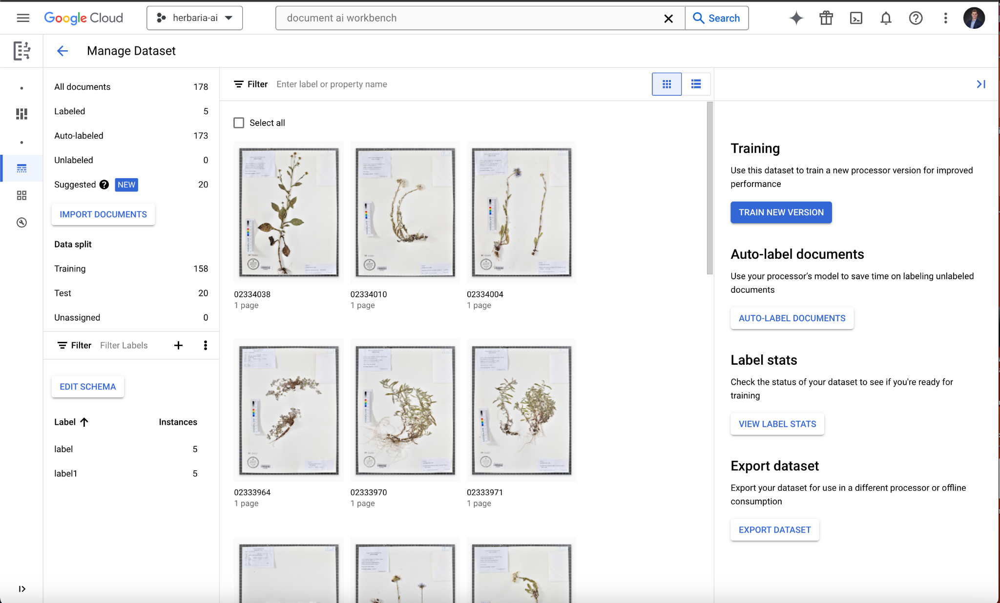 Google Cloud
herbaria-ai
document ai workbench
Search
Manage Dataset
All documents 178
Labeled 5
Auto-labeled 173
Unlabeled 0
Suggested ? NEW 20
IMPORT DOCUMENTS
Data split
Training 158
Test 20
Unassigned 0
Filter Filter Labels
EDIT SCHEMA
Label Instances
label 5
label1 5
Filter Enter label or property name
Select all
02334038
1 page
02334010
1 page
02334004
1 page
02333964
1 page
02333970
1 page
02333971
1 page
Training
Use this dataset to train a new processor version for improved
performance
TRAIN NEW VERSION
Auto-label documents
Use your processor’s model to save time on labeling unlabeled
documents
AUTO-LABEL DOCUMENTS
Label stats
Check the status of your dataset to see if you're ready for
training
VIEW LABEL STATS
Export dataset
Export your dataset for use in a different processor or offline
consumption
EXPORT DATASET